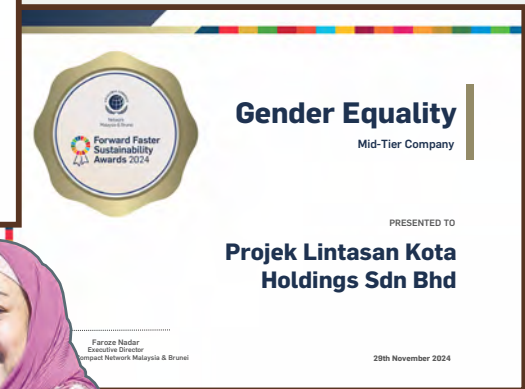 Network
Malaysia & Brunei
Forward Faster
Sustainability
Awards 2024
Gender Equality
Mid-Tier Company
PRESENTED TO
Projek Lintasan Kota
Holdings Sdn Bhd
Faroze Nadar
Executive Director
Network Malaysia & Brunei
29th November 2024